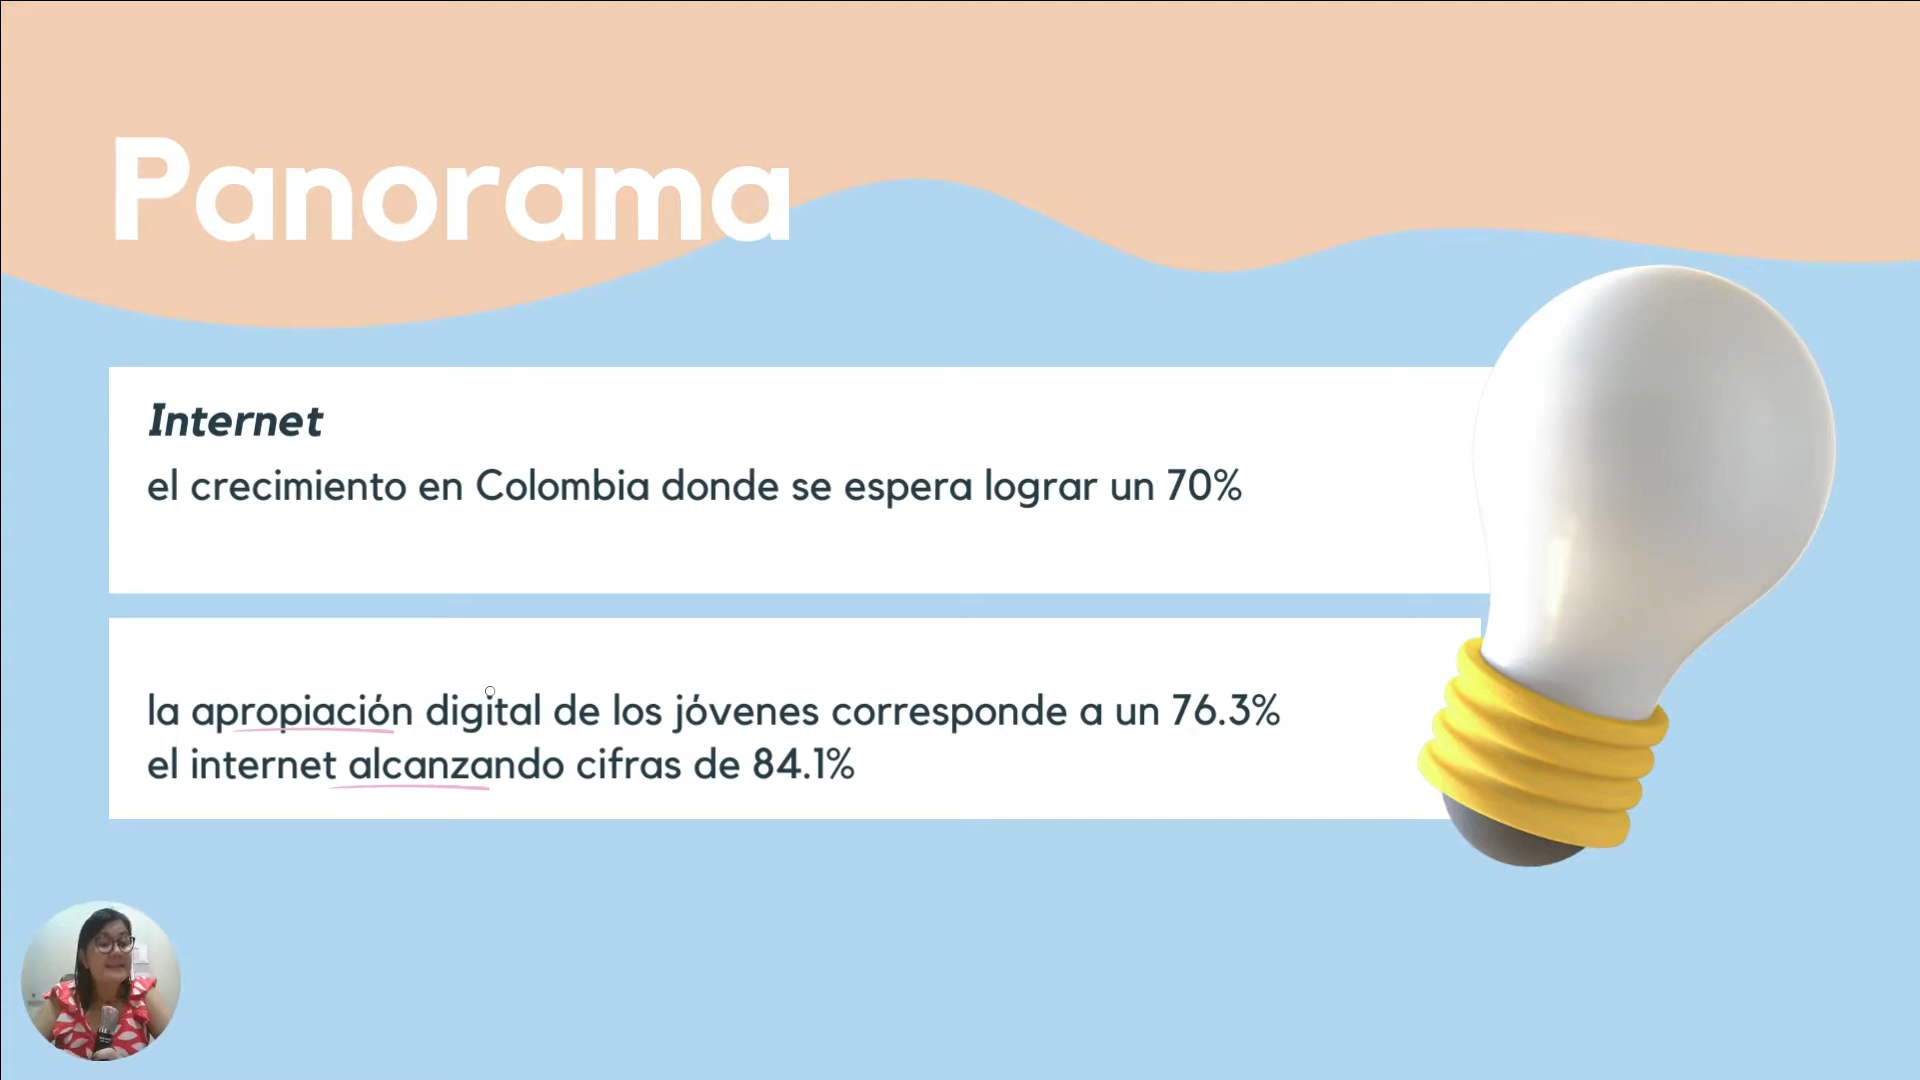 Panorama
Internet
el crecimiento en Colombia donde se espera lograr un 70%
la apropiación digital de los jóvenes corresponde a un 76.3%
el internet alcanzando cifras de 84.1%